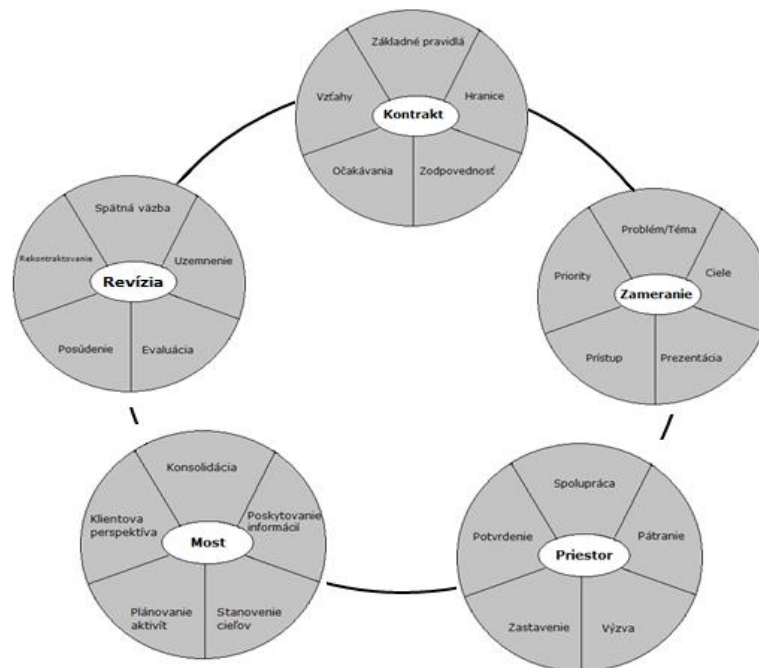 Základné pravidlá
Vzťahy
Hranice
Kontrakt
Očakávania
Zodpovednosť
Problém/Téma
Priority
Ciele
Zameranie
Prístup
Prezentácia
Spolupráca
Potvrdenie
Pátranie
Priestor
Zastavenie
Výzva
Konsolidácia
Klientova
perspektíva
Poskytovanie
informácií
Most
Plánovanie
aktivít
Stanovenie
cieľov
Spätná väzba
Rekontraktovanie
Uzemnenie
Revízia
Posúdenie
Evaluácia